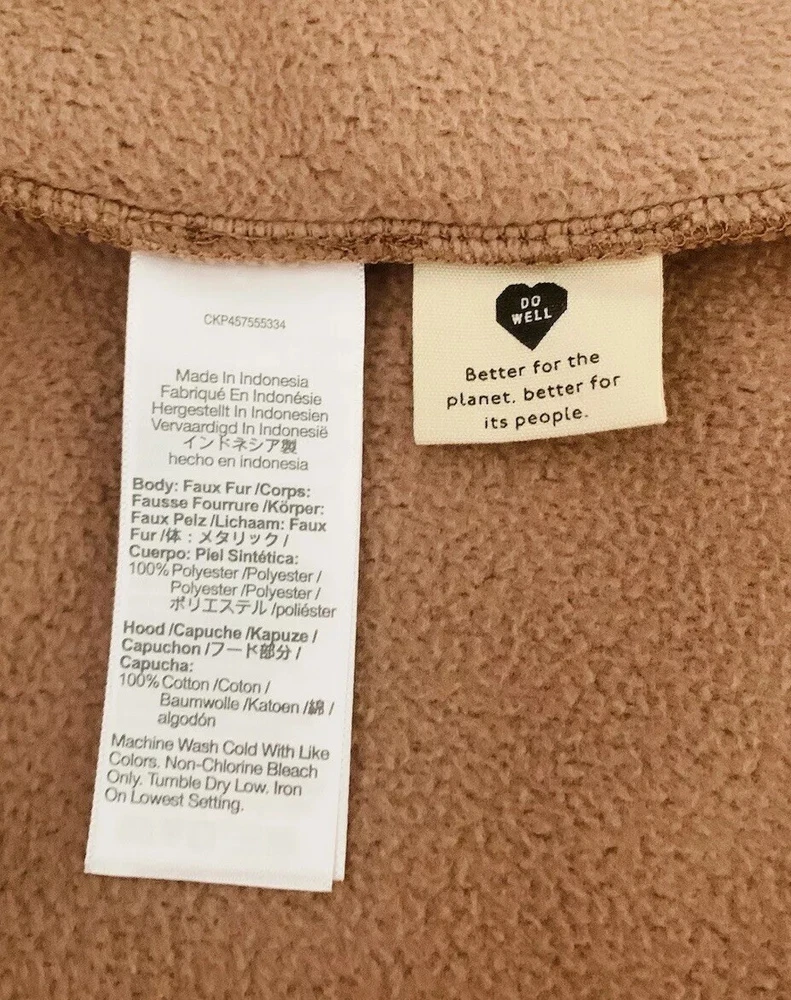 CKP457555334
Made In Indonesia
Fabriqué En Indonésie
Hergestellt In Indonesien
Vervaardigd In Indonesië
インドネシア製
hecho en indonesia
Body: Faux Fur /Corps:
Fausse Fourrure /Körper:
Faux Pelz /Lichaam: Faux
Fur /体 : メタリック /
Cuerpo: Piel Sintética:
100% Polyester /Polyester /
Polyester /Polyester /
ポリエステル /poliéster
Hood /Capuche /Kapuze /
Capuchon /フード部分 /
Capucha:
100% Cotton /Coton /
Baumwolle /Katoen /綿 /
algodón
Machine Wash Cold With Like
Colors. Non-Chlorine Bleach
Only. Tumble Dry Low. Iron
On Lowest Setting.
DO
WELL
Better for the
planet. better for
its people.